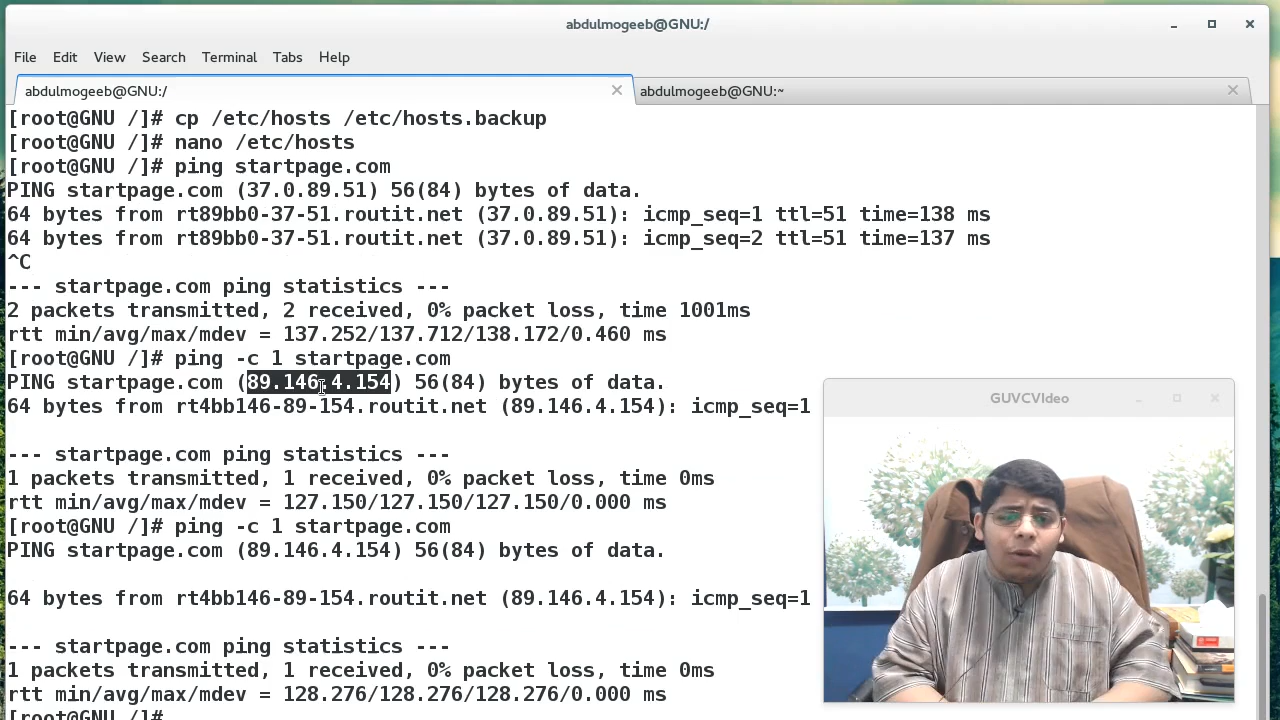 abdulmogeeb@GNU:/
File Edit View Search Terminal Tabs Help
abdulmogeeb@GNU:/ abdulmogeeb@GNU:~
[root@GNU /]# cp /etc/hosts /etc/hosts.backup
[root@GNU /]# nano /etc/hosts
[root@GNU /]# ping startpage.com
PING startpage.com (37.0.89.51) 56(84) bytes of data.
64 bytes from rt89bb0-37-51.routit.net (37.0.89.51): icmp_seq=1 ttl=51 time=138 ms
64 bytes from rt89bb0-37-51.routit.net (37.0.89.51): icmp_seq=2 ttl=51 time=137 ms
^C
--- startpage.com ping statistics ---
2 packets transmitted, 2 received, 0% packet loss, time 1001ms
rtt min/avg/max/mdev = 137.252/137.712/138.172/0.460 ms
[root@GNU /]# ping -c 1 startpage.com
PING startpage.com (89.146.4.154) 56(84) bytes of data.
64 bytes from rt4bb146-89-154.routit.net (89.146.4.154): icmp_seq=1
--- startpage.com ping statistics ---
1 packets transmitted, 1 received, 0% packet loss, time 0ms
rtt min/avg/max/mdev = 127.150/127.150/127.150/0.000 ms
[root@GNU /]# ping -c 1 startpage.com
PING startpage.com (89.146.4.154) 56(84) bytes of data.
64 bytes from rt4bb146-89-154.routit.net (89.146.4.154): icmp_seq=1
--- startpage.com ping statistics ---
1 packets transmitted, 1 received, 0% packet loss, time 0ms
rtt min/avg/max/mdev = 128.276/128.276/128.276/0.000 ms
[root@GNU /]#
GUVCVIdeo